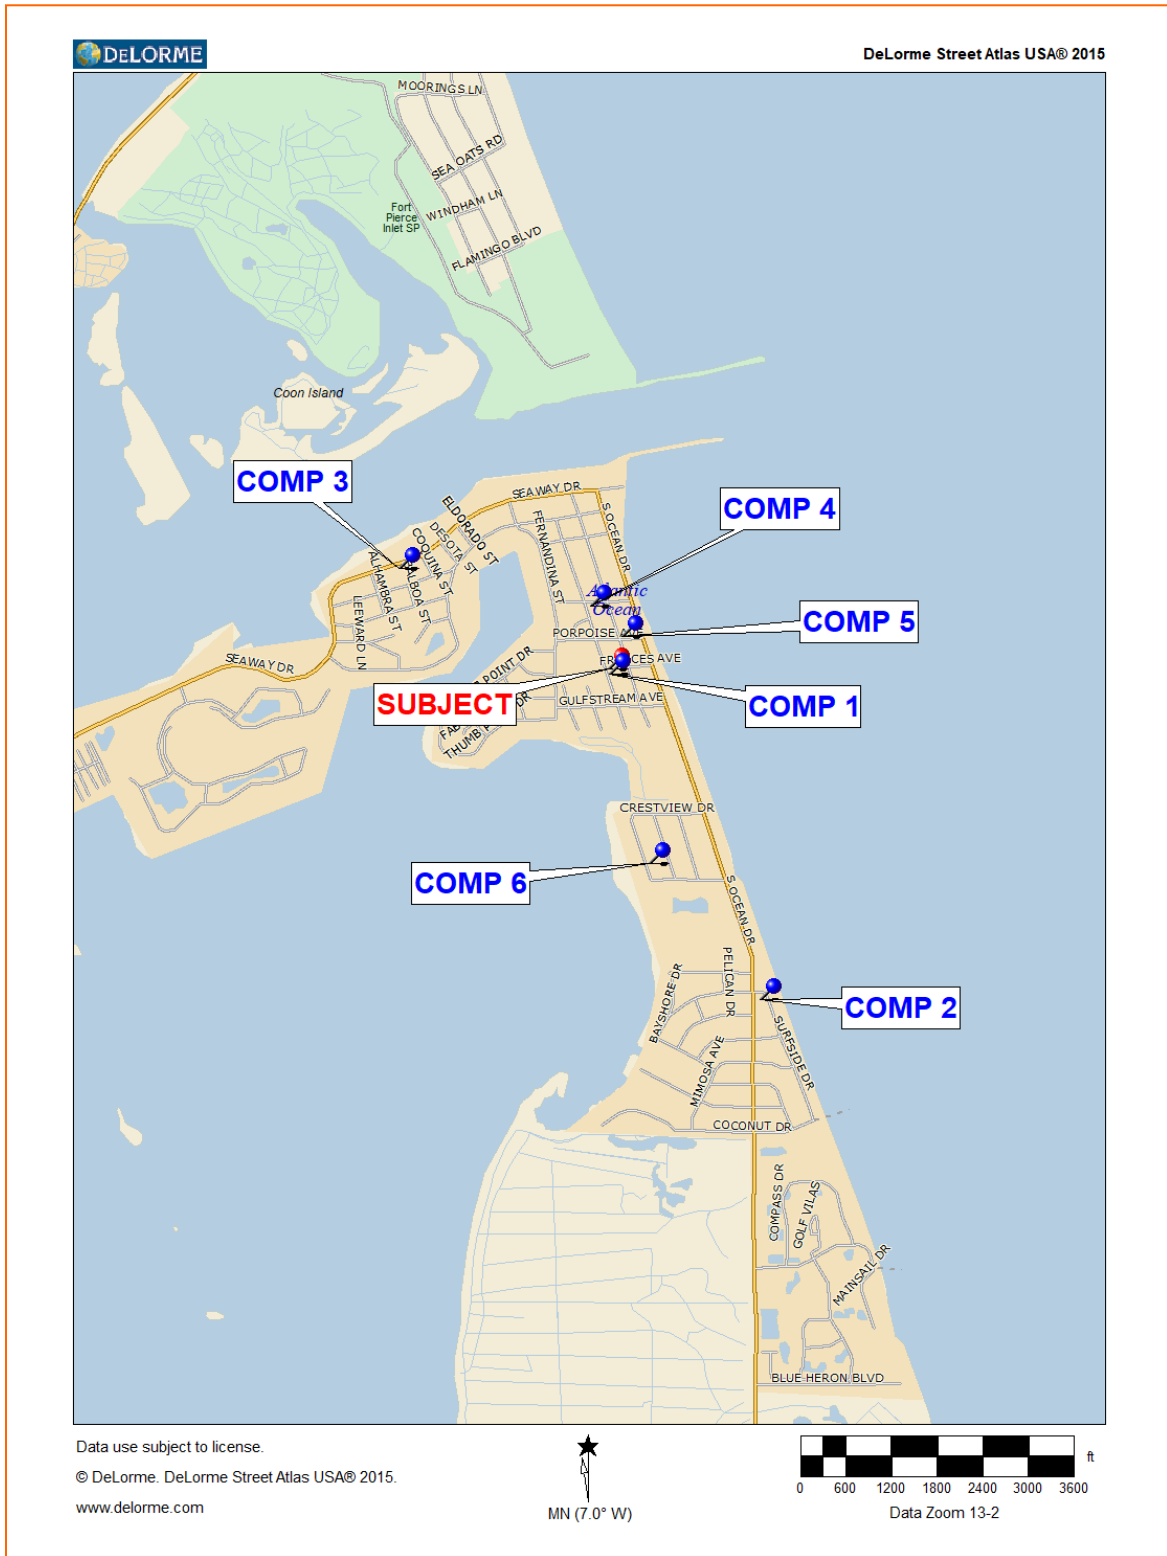 DELORME
DeLorme Street Atlas USA® 2015
MOORINGS LN
SEA OATS RD
Fort
Pierce
Inlet SP
WINDHAM LN
FLAMINGO BLVD
Coon Island
COMP 3
SEAWAY DR
ELDORADO ST
DESOTA ST
COQUINA ST
BALBOA ST
ALHAMBRA ST
LEEWARD LN
FERNANDINA ST
S OCEAN DR
COMP 4
Atlantic
Ocean
COMP 5
PORPOISE AVE
FRANCES AVE
SEAWAY DR
POINT DR
SUBJECT
COMP 1
GULFSTREAM AVE
THUMB POINT DR
CRESTVIEW DR
COMP 6
S OCEAN DR
PELICAN DR
BAYSHORE DR
COMP 2
SURFSIDE DR
MIMOSA AVE
COCONUT DR
COMPASS DR
GOLF VILAS
MAINSAIL DR
BLUE HERON BLVD
Data use subject to license.
© DeLorme. DeLorme Street Atlas USA® 2015.
www.delorme.com
MN (7.0° W)
ft
0 600 1200 1800 2400 3000 3600
Data Zoom 13-2